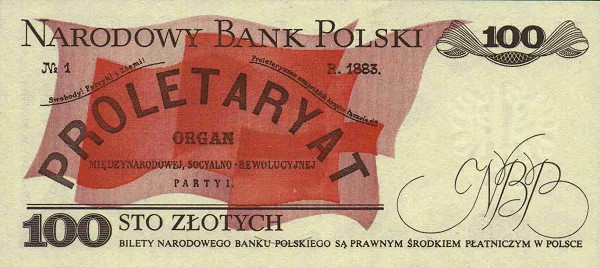 NARODOWY BANK POLSKI
100
№ 1
R. 1883.
Swobody! Fabryki i Ziemi!
Proletaryusze wszystkich krajów łączcie się
PROLETARYAT
ORGAN
MIĘDZYNARODOWEJ, SOCYALNO-REWOLUCYJNEJ
PARTYI.
NBP
100 STO ZŁOTYCH
BILETY NARODOWEGO BANKU POLSKIEGO SĄ PRAWNYM ŚRODKIEM PŁATNICZYM W POLSCE